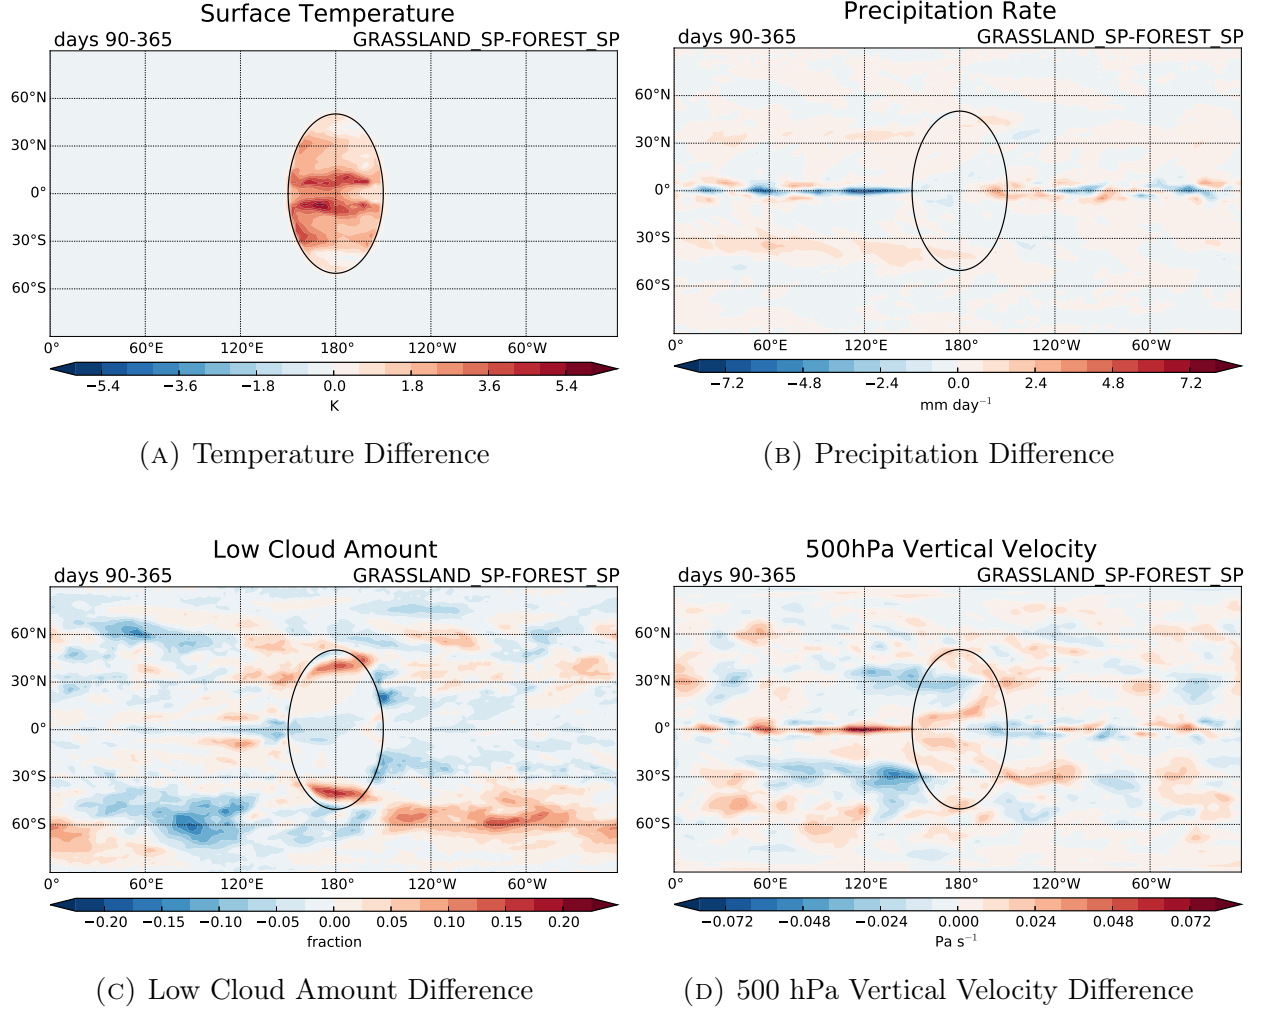 Surface Temperature
days 90-365 GRASSLAND_SP-FOREST_SP
60°N
30°N
0°
30°S
60°S
0° 60°E 120°E 180° 120°W 60°W
−5.4 −3.6 −1.8 0.0 1.8 3.6 5.4
K
(A) Temperature Difference
Precipitation Rate
days 90-365 GRASSLAND_SP-FOREST_SP
60°N
30°N
0°
30°S
60°S
0° 60°E 120°E 180° 120°W 60°W
−7.2 −4.8 −2.4 0.0 2.4 4.8 7.2
mm day⁻¹
(B) Precipitation Difference
Low Cloud Amount
days 90-365 GRASSLAND_SP-FOREST_SP
60°N
30°N
0°
30°S
60°S
0° 60°E 120°E 180° 120°W 60°W
−0.20 −0.15 −0.10 −0.05 0.00 0.05 0.10 0.15 0.20
fraction
(C) Low Cloud Amount Difference
500hPa Vertical Velocity
days 90-365 GRASSLAND_SP-FOREST_SP
60°N
30°N
0°
30°S
60°S
0° 60°E 120°E 180° 120°W 60°W
−0.072 −0.048 −0.024 0.000 0.024 0.048 0.072
Pa s⁻¹
(D) 500 hPa Vertical Velocity Difference